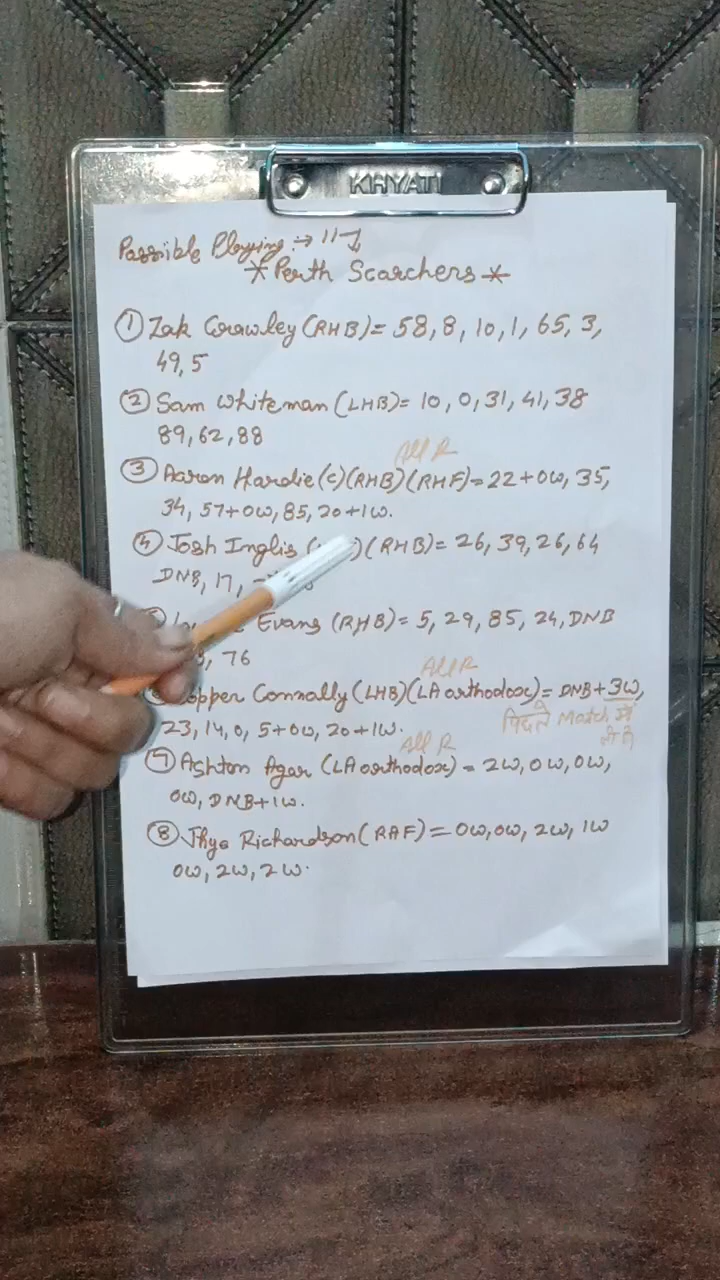 KHYATI
Possible Playing → 11
*Perth Scarchers*
① Zak Crawley (RHB) = 58, 8, 10, 1, 65, 3,
49, 5
② Sam Whiteman (LHB) = 10, 0, 31, 41, 38
89, 62, 88
All R
③ Aaron Hardie (C) (RHB) (RHF) = 22+0W, 35,
34, 57+0W, 85, 20+1W.
④ Josh Inglis ( ) (RHB) = 26, 39, 26, 64
DNB, 17,
Evans (RHB) = 5, 29, 85, 24, DNB
, 76
All R
opper Connally (LHB) (LA orthodox) = DNB+3W,
23, 14, 0, 5+0W, 20+1W.
पिछले Match में
All R
⑦ Ashton Agar (LA orthodox) = 2W, 0W, 0W,
0W, DNB+1W.
⑧ Jhye Richardson (RAF) = 0W, 0W, 2W, 1W
0W, 2W, 2W.